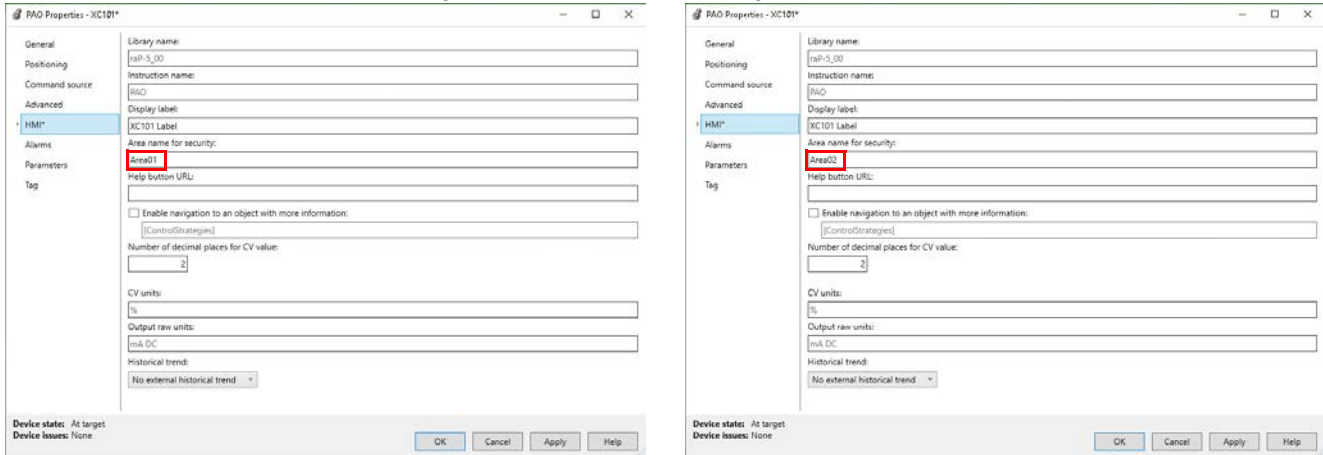 PAO Properties - XC101*
General
Positioning
Command source
Advanced
HMI*
Alarms
Parameters
Tag
Library name:
raP-5_00
Instruction name:
PAO
Display label:
XC101 Label
Area name for security:
Area01
Help button URL:
Enable navigation to an object with more information:
[ControlStrategies]
Number of decimal places for CV value:
2
CV units:
%
Output raw units:
mA DC
Historical trend:
No external historical trend
Device state: At target
Device issues: None
OK Cancel Apply Help
PAO Properties - XC101*
General
Positioning
Command source
Advanced
HMI*
Alarms
Parameters
Tag
Library name:
raP-5_00
Instruction name:
PAO
Display label:
XC101 Label
Area name for security:
Area02
Help button URL:
Enable navigation to an object with more information:
[ControlStrategies]
Number of decimal places for CV value:
2
CV units:
%
Output raw units:
mA DC
Historical trend:
No external historical trend
Device state: At target
Device issues: None
OK Cancel Apply Help